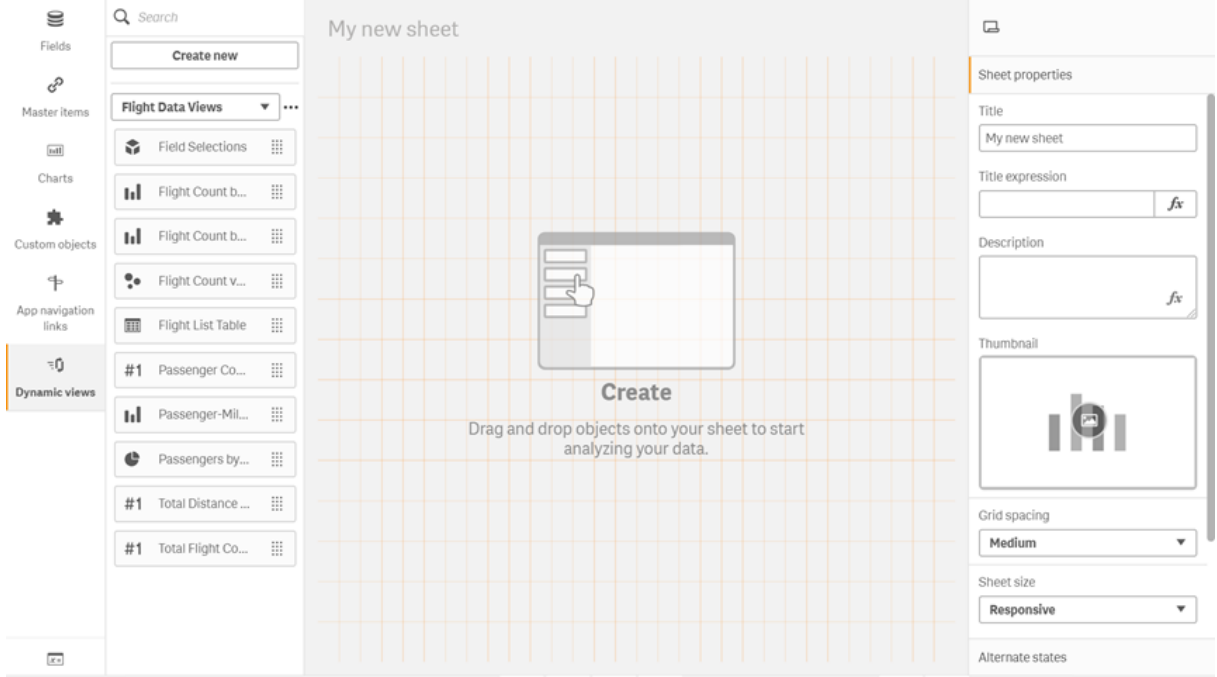 Fields
Master items
Charts
Custom objects
App navigation
links
Dynamic views
Search
Create new
Flight Data Views
Field Selections
Flight Count b...
Flight Count b...
Flight Count v...
Flight List Table
#1 Passenger Co...
Passenger-Mil...
Passengers by...
#1 Total Distance ...
#1 Total Flight Co...
My new sheet
Create
Drag and drop objects onto your sheet to start
analyzing your data.
Sheet properties
Title
My new sheet
Title expression
fx
Description
fx
Thumbnail
Grid spacing
Medium
Sheet size
Responsive
Alternate states